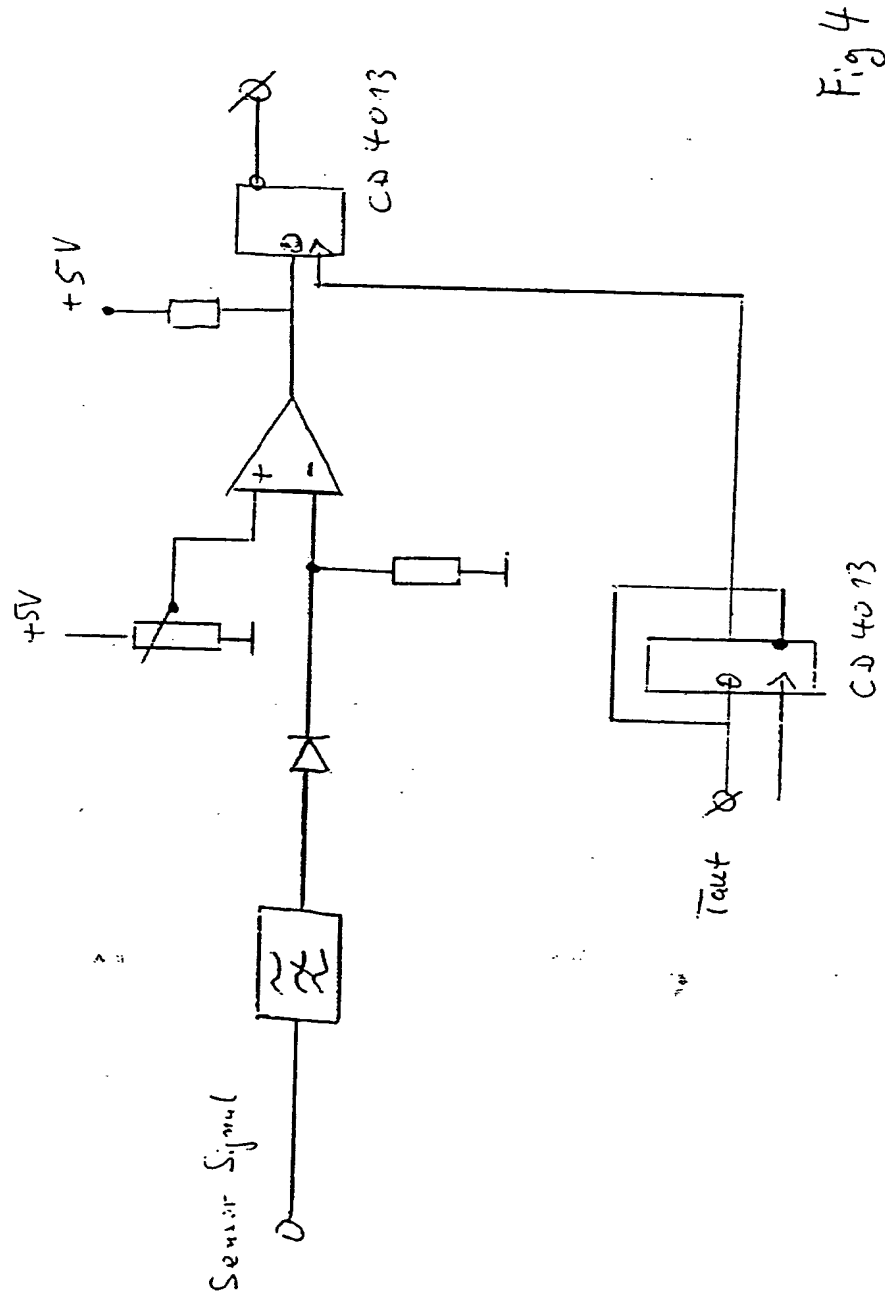 Sensor Signal
+5V
+5V
+
-
D
CD 4013
Takt
D
CD 4013
Fig 4